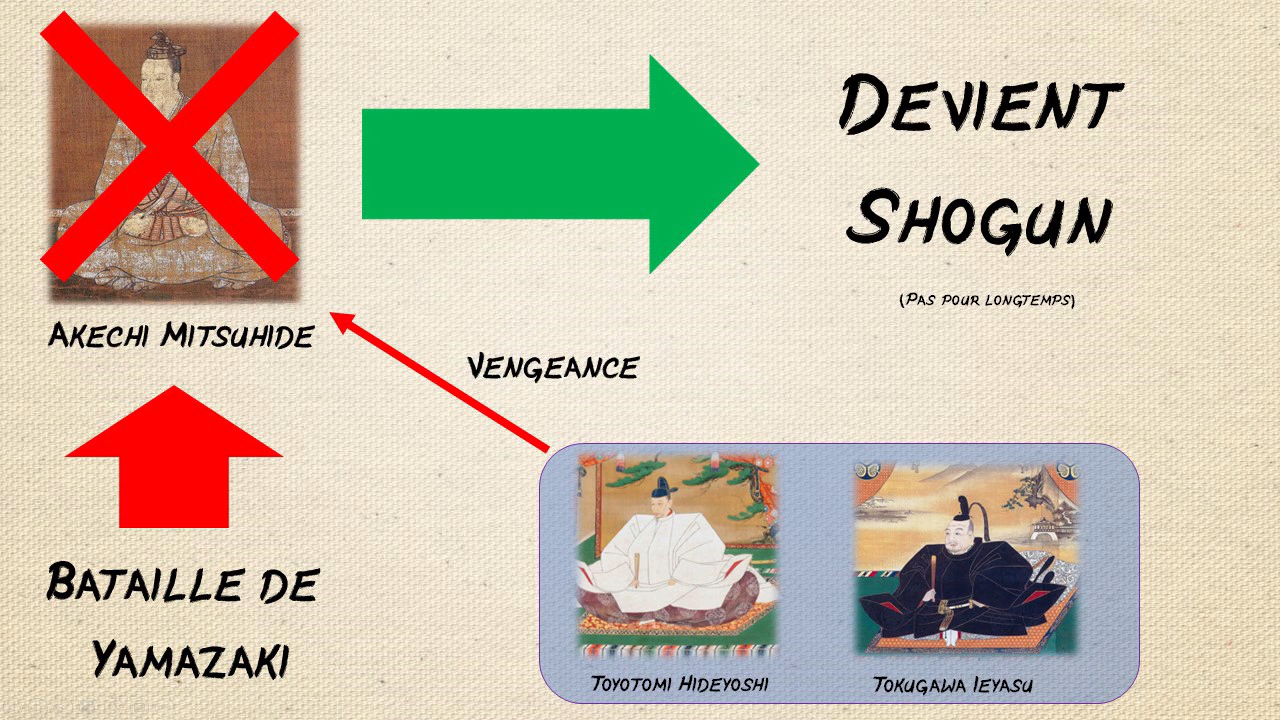 Devient
Shogun
(Pas pour longtemps)
Akechi Mitsuhide
Vengeance
Bataille de
Yamazaki
Toyotomi Hideyoshi
Tokugawa Ieyasu